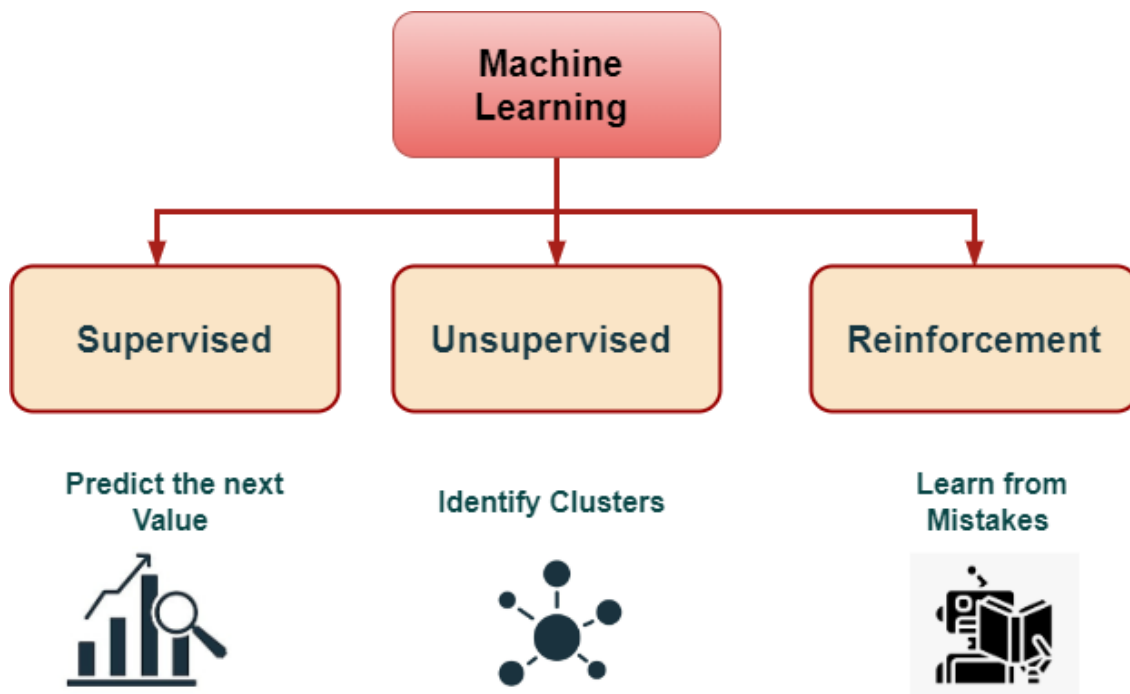 Machine
Learning
Supervised
Unsupervised
Reinforcement
Predict the next
Value
Identify Clusters
Learn from
Mistakes